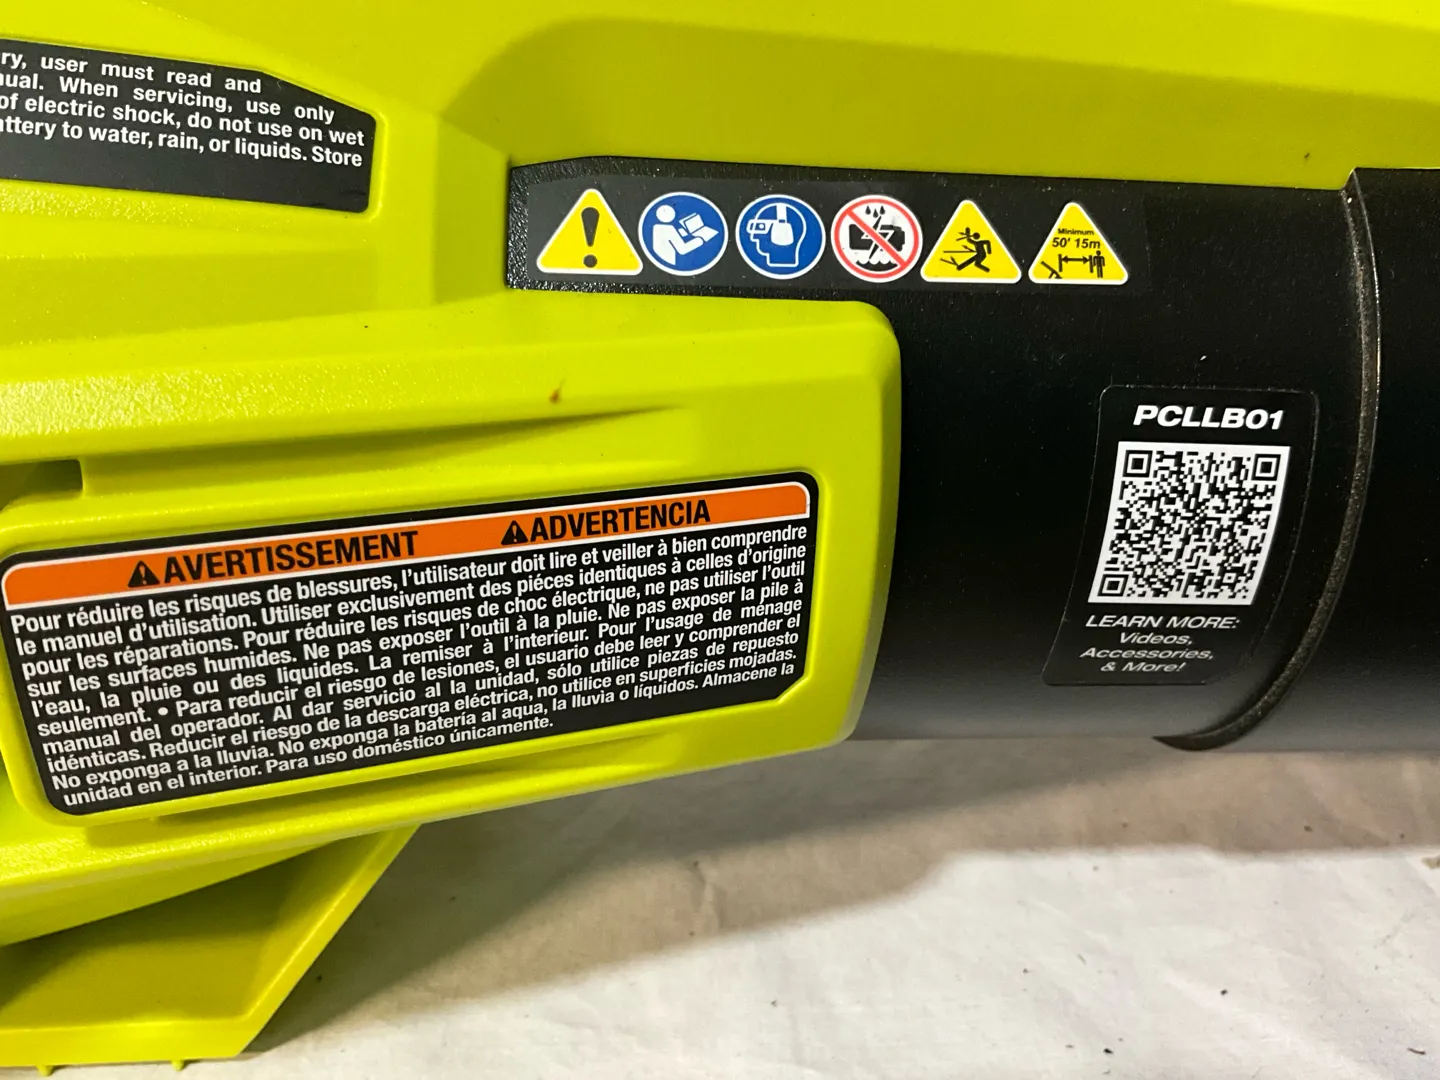 ry, user must read and
ual. When servicing, use only
of electric shock, do not use on wet
attery to water, rain, or liquids. Store
Minimum
50' 15m
PCLLB01
LEARN MORE:
Videos,
Accessories,
& More!
AVERTISSEMENT ADVERTENCIA
Pour réduire les risques de blessures, l'utilisateur doit lire et veiller à bien comprendre
le manuel d'utilisation. Utiliser exclusivement des piéces identiques à celles d'origine
pour les réparations. Pour réduire les risques de choc électrique, ne pas utiliser l'outil
sur les surfaces humides. Ne pas exposer l'outil à la pluie. Ne pas exposer la pile à
l'eau, la pluie ou des liquides. La remiser à l'interieur. Pour l'usage de ménage
seulement. • Para reducir el riesgo de lesiones, el usuario debe leer y comprender el
manual del operador. Al dar servicio al la unidad, sólo utilice piezas de repuesto
idénticas. Reducir el riesgo de la descarga eléctrica, no utilice en superficies mojadas.
No exponga a la lluvia. No exponga la batería al aqua, la lluvia o líquidos. Almacene la
unidad en el interior. Para uso doméstico únicamente.